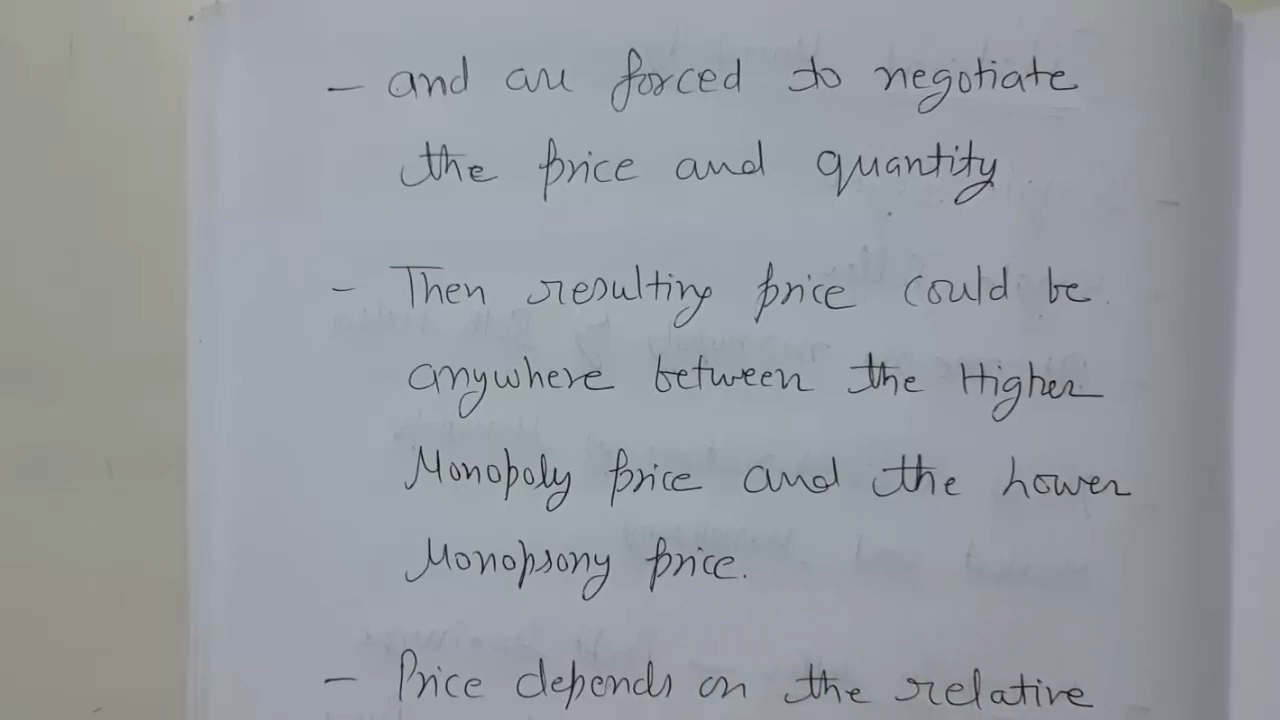 - and are forced to negotiate
the price and quantity
- Then resulting price could be
anywhere between the Higher
Monopoly price and the Lower
Monopsony price.
- Price depends on the relative